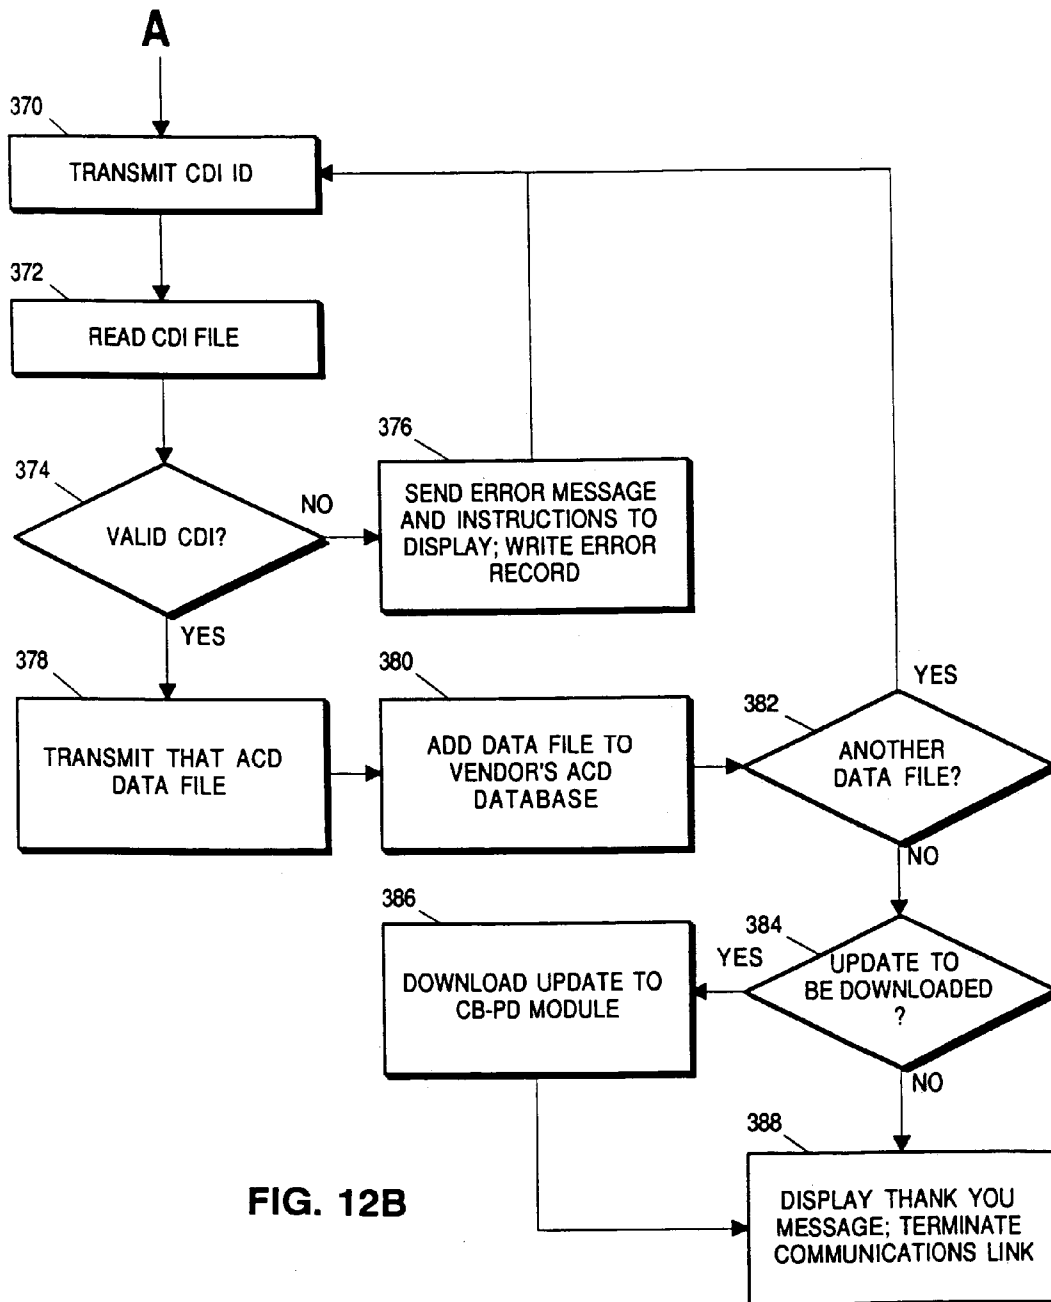 A
370
TRANSMIT CDI ID
372
READ CDI FILE
374
VALID CDI?
NO
YES
376
SEND ERROR MESSAGE
AND INSTRUCTIONS TO
DISPLAY; WRITE ERROR
RECORD
378
TRANSMIT THAT ACD
DATA FILE
380
ADD DATA FILE TO
VENDOR'S ACD
DATABASE
382
YES
ANOTHER
DATA FILE?
NO
384
YES
UPDATE TO
BE DOWNLOADED
?
NO
386
DOWNLOAD UPDATE TO
CB-PD MODULE
388
DISPLAY THANK YOU
MESSAGE; TERMINATE
COMMUNICATIONS LINK
FIG. 12B